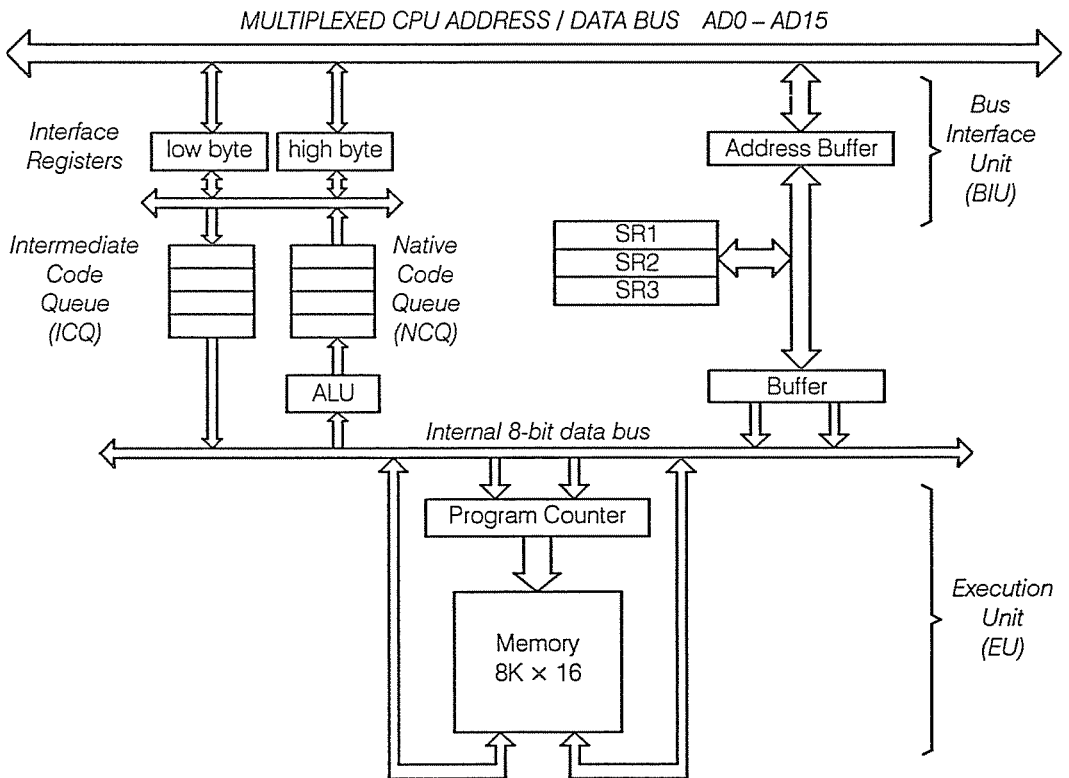 MULTIPLEXED CPU ADDRESS / DATA BUS AD0 – AD15
Interface
Registers
low byte
high byte
Address Buffer
Bus
Interface
Unit
(BIU)
Intermediate
Code
Queue
(ICQ)
Native
Code
Queue
(NCQ)
SR1
SR2
SR3
ALU
Buffer
Internal 8-bit data bus
Program Counter
Memory
8K × 16
Execution
Unit
(EU)